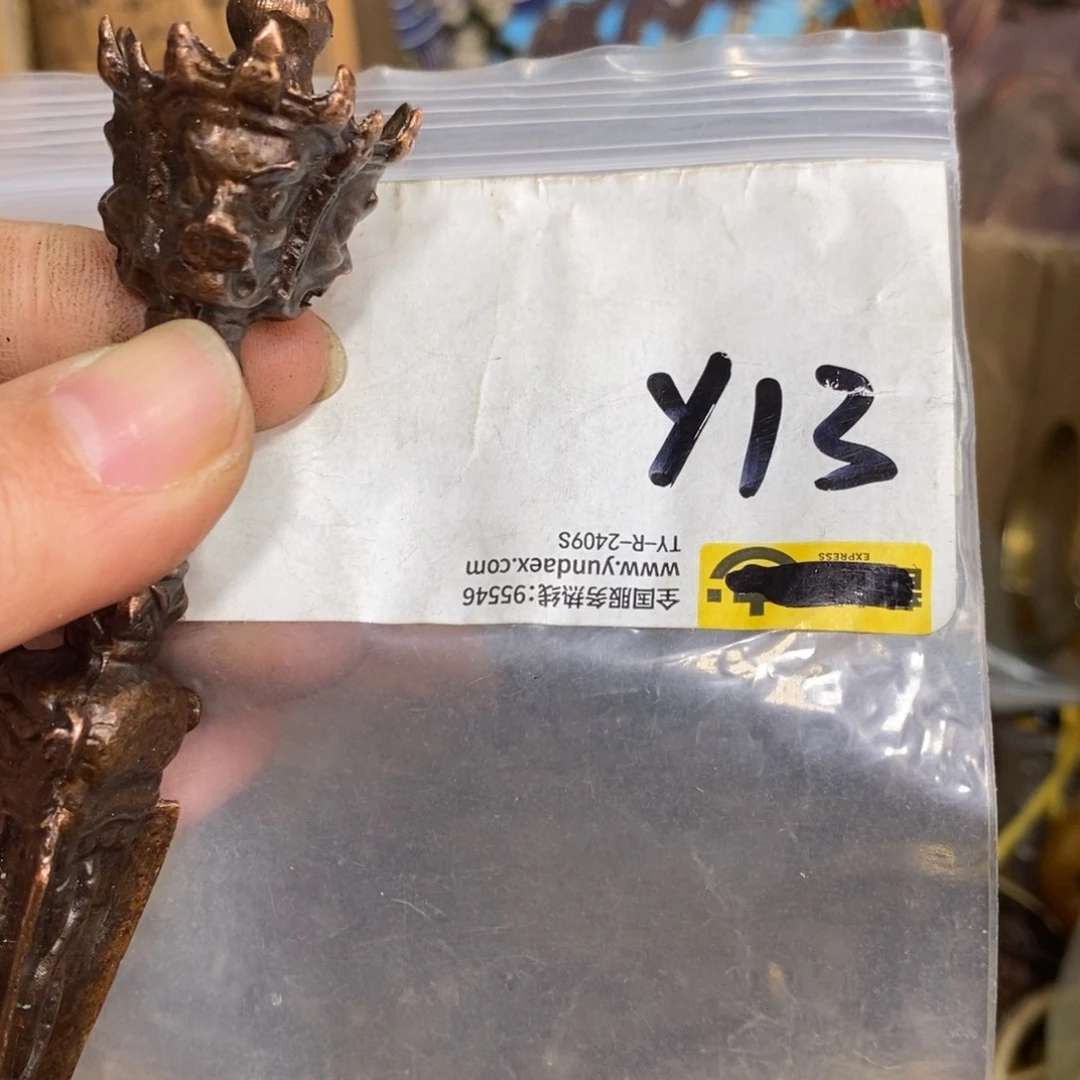 Y13
全国服务热线:95546
www.yundaex.com
TY-R-2409S
EXPRESS